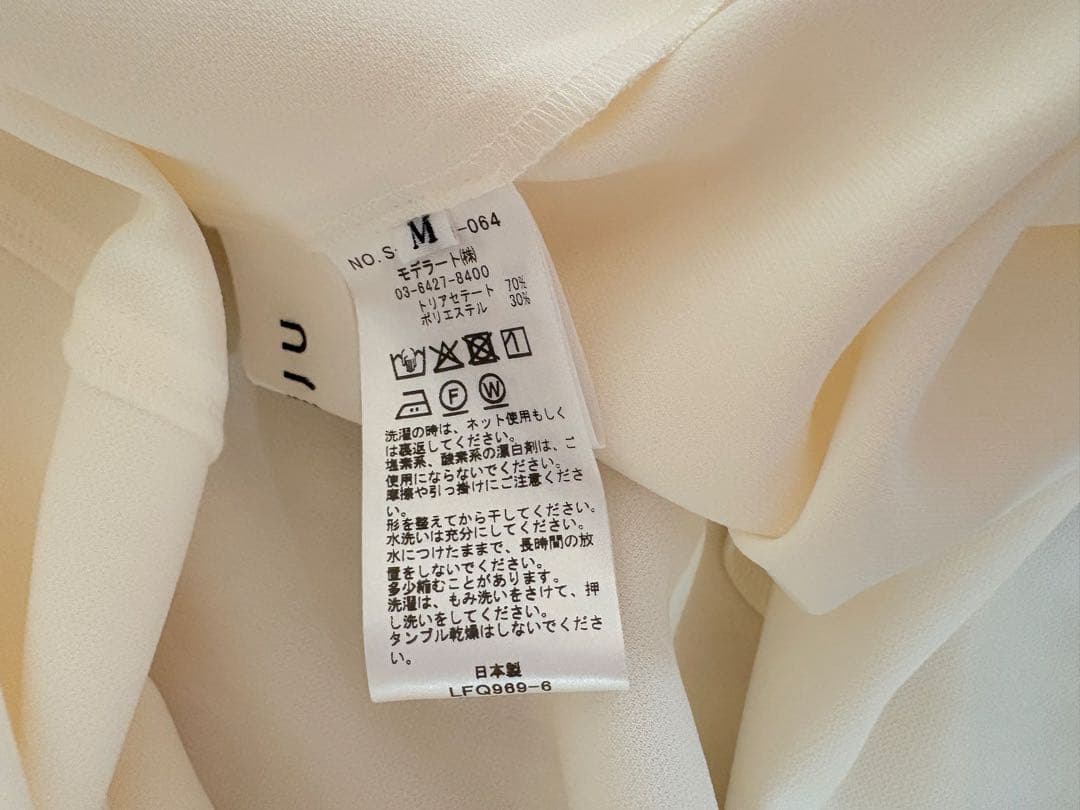 M
NO.S -064
モデラート㈱
03-6427-8400
トリアセテート 70%
ポリエステル 30%
F W
洗濯の時は、ネット使用もしく
は裏返してください。
塩素系、酸素系の漂白剤は、ご
使用にならないでください。
摩擦や引っ掛けにご注意くださ
い。
形を整えてから干してください。
水洗いは充分にしてください。
水につけたままで、長時間の放
置をしないでください。
多少縮むことがあります。
洗濯は、もみ洗いをさけて、押
し洗いをしてください。
タンブル乾燥はしないでくださ
い。
日本製
LFQ969-6